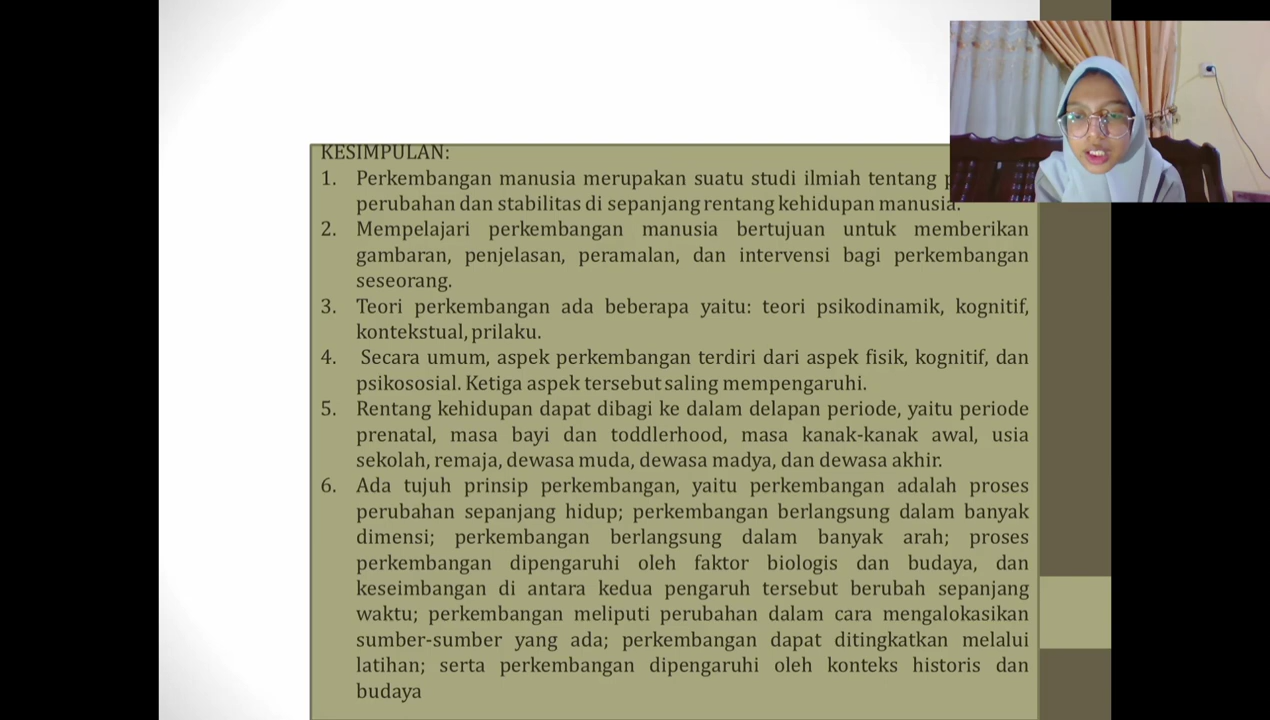 KESIMPULAN:
1. Perkembangan manusia merupakan suatu studi ilmiah tentang
perubahan dan stabilitas di sepanjang rentang kehidupan manusia.
2. Mempelajari perkembangan manusia bertujuan untuk memberikan
gambaran, penjelasan, peramalan, dan intervensi bagi perkembangan
seseorang.
3. Teori perkembangan ada beberapa yaitu: teori psikodinamik, kognitif,
kontekstual, prilaku.
4. Secara umum, aspek perkembangan terdiri dari aspek fisik, kognitif, dan
psikososial. Ketiga aspek tersebut saling mempengaruhi.
5. Rentang kehidupan dapat dibagi ke dalam delapan periode, yaitu periode
prenatal, masa bayi dan toddlerhood, masa kanak-kanak awal, usia
sekolah, remaja, dewasa muda, dewasa madya, dan dewasa akhir.
6. Ada tujuh prinsip perkembangan, yaitu perkembangan adalah proses
perubahan sepanjang hidup; perkembangan berlangsung dalam banyak
dimensi; perkembangan berlangsung dalam banyak arah; proses
perkembangan dipengaruhi oleh faktor biologis dan budaya, dan
keseimbangan di antara kedua pengaruh tersebut berubah sepanjang
waktu; perkembangan meliputi perubahan dalam cara mengalokasikan
sumber-sumber yang ada; perkembangan dapat ditingkatkan melalui
latihan; serta perkembangan dipengaruhi oleh konteks historis dan
budaya